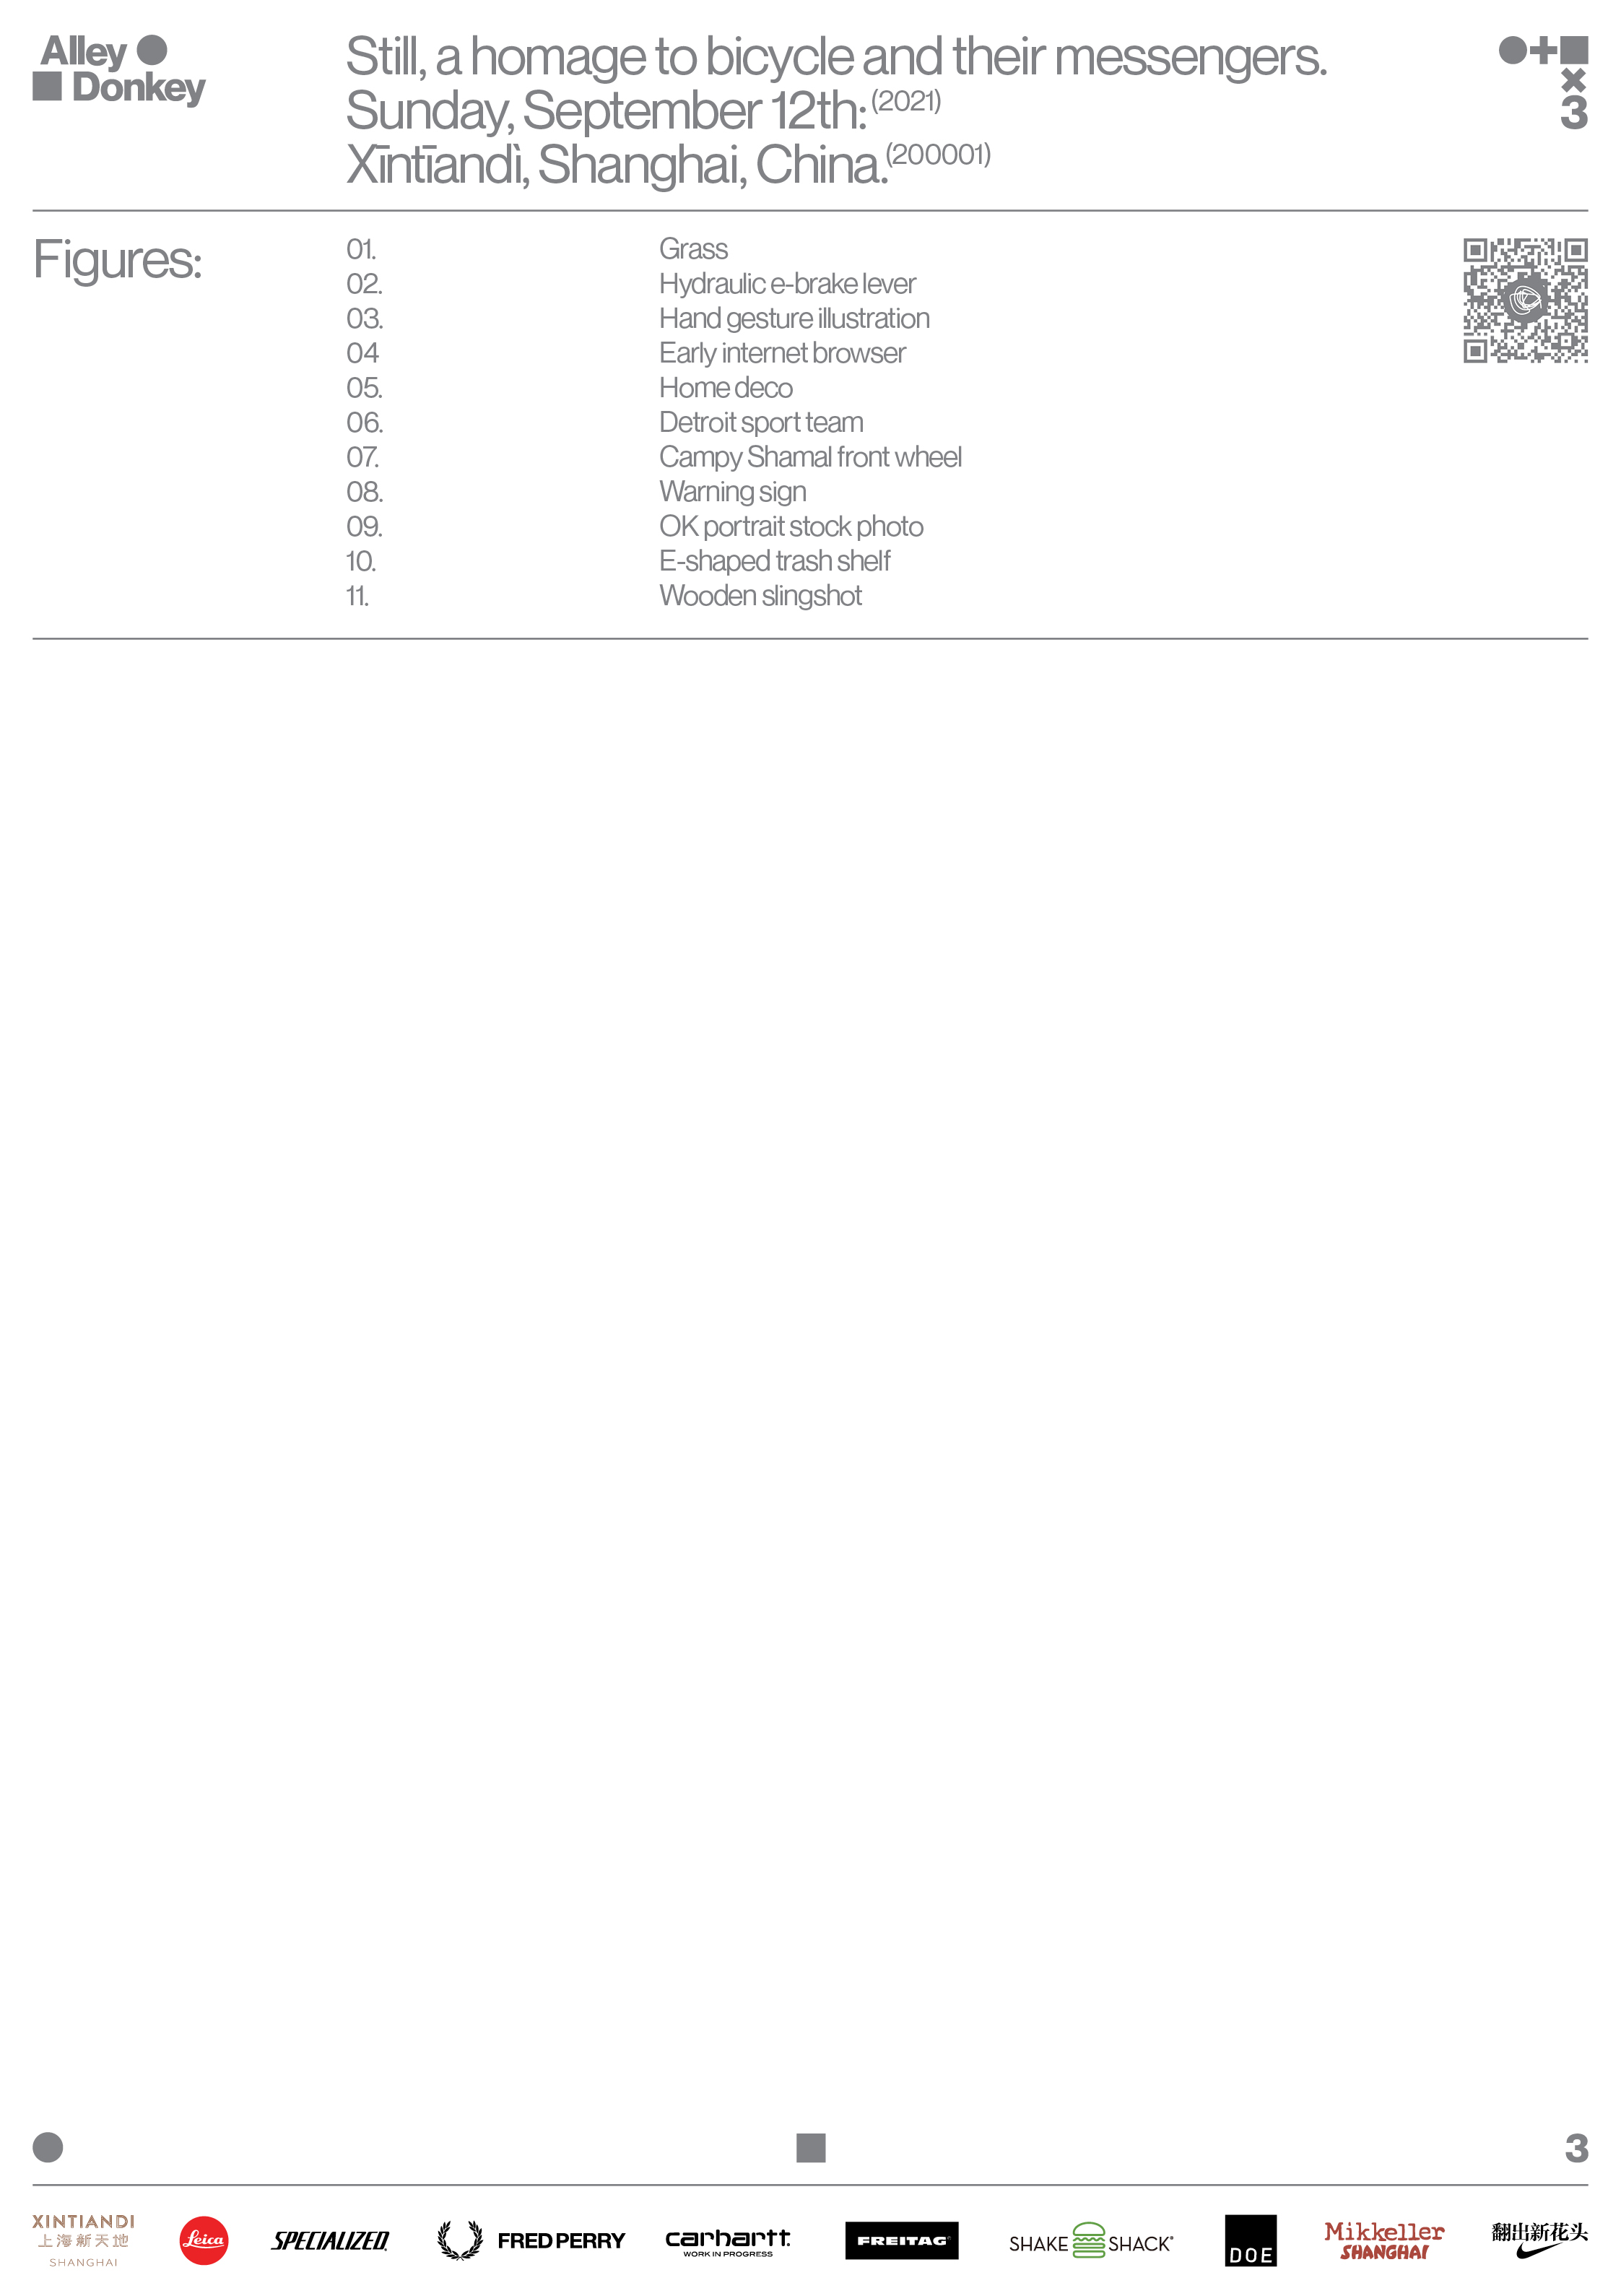 Alley
Donkey
Still, a homage to bicycle and their messengers.
Sunday, September 12th: (2021)
Xīntīandì, Shanghai, China. (200001)
3
Figures:
01. Grass
02. Hydraulic e-brake lever
03. Hand gesture illustration
04 Early internet browser
05. Home deco
06. Detroit sport team
07. Campy Shamal front wheel
08. Warning sign
09. OK portrait stock photo
10. E-shaped trash shelf
11. Wooden slingshot
3
XINTIANDI
上海新天地
SHANGHAI
Leica
SPECIALIZED
FRED PERRY
carhartt
WORK IN PROGRESS
FREITAG
SHAKE SHACK
DOE
Mikkeller
SHANGHAI
翻出新花头